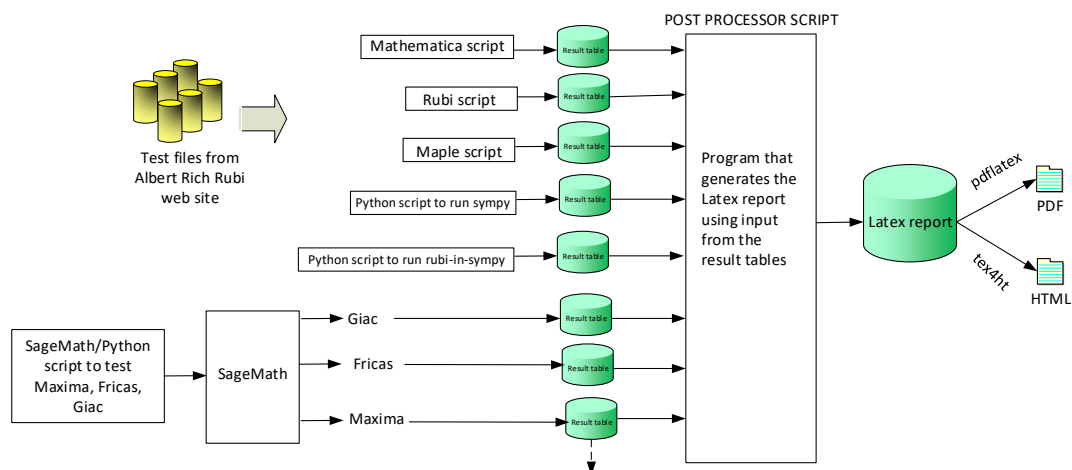 POST PROCESSOR SCRIPT
Mathematica script
Result table
Rubi script
Result table
Maple script
Result table
Python script to run sympy
Result table
Python script to run rubi-in-sympy
Result table
Test files from
Albert Rich Rubi
web site
Program that
generates the
Latex report
using input
from the
result tables
Latex report
pdflatex
PDF
tex4ht
HTML
SageMath/Python
script to test
Maxima, Fricas,
Giac
SageMath
Giac
Result table
Fricas
Result table
Maxima
Result table